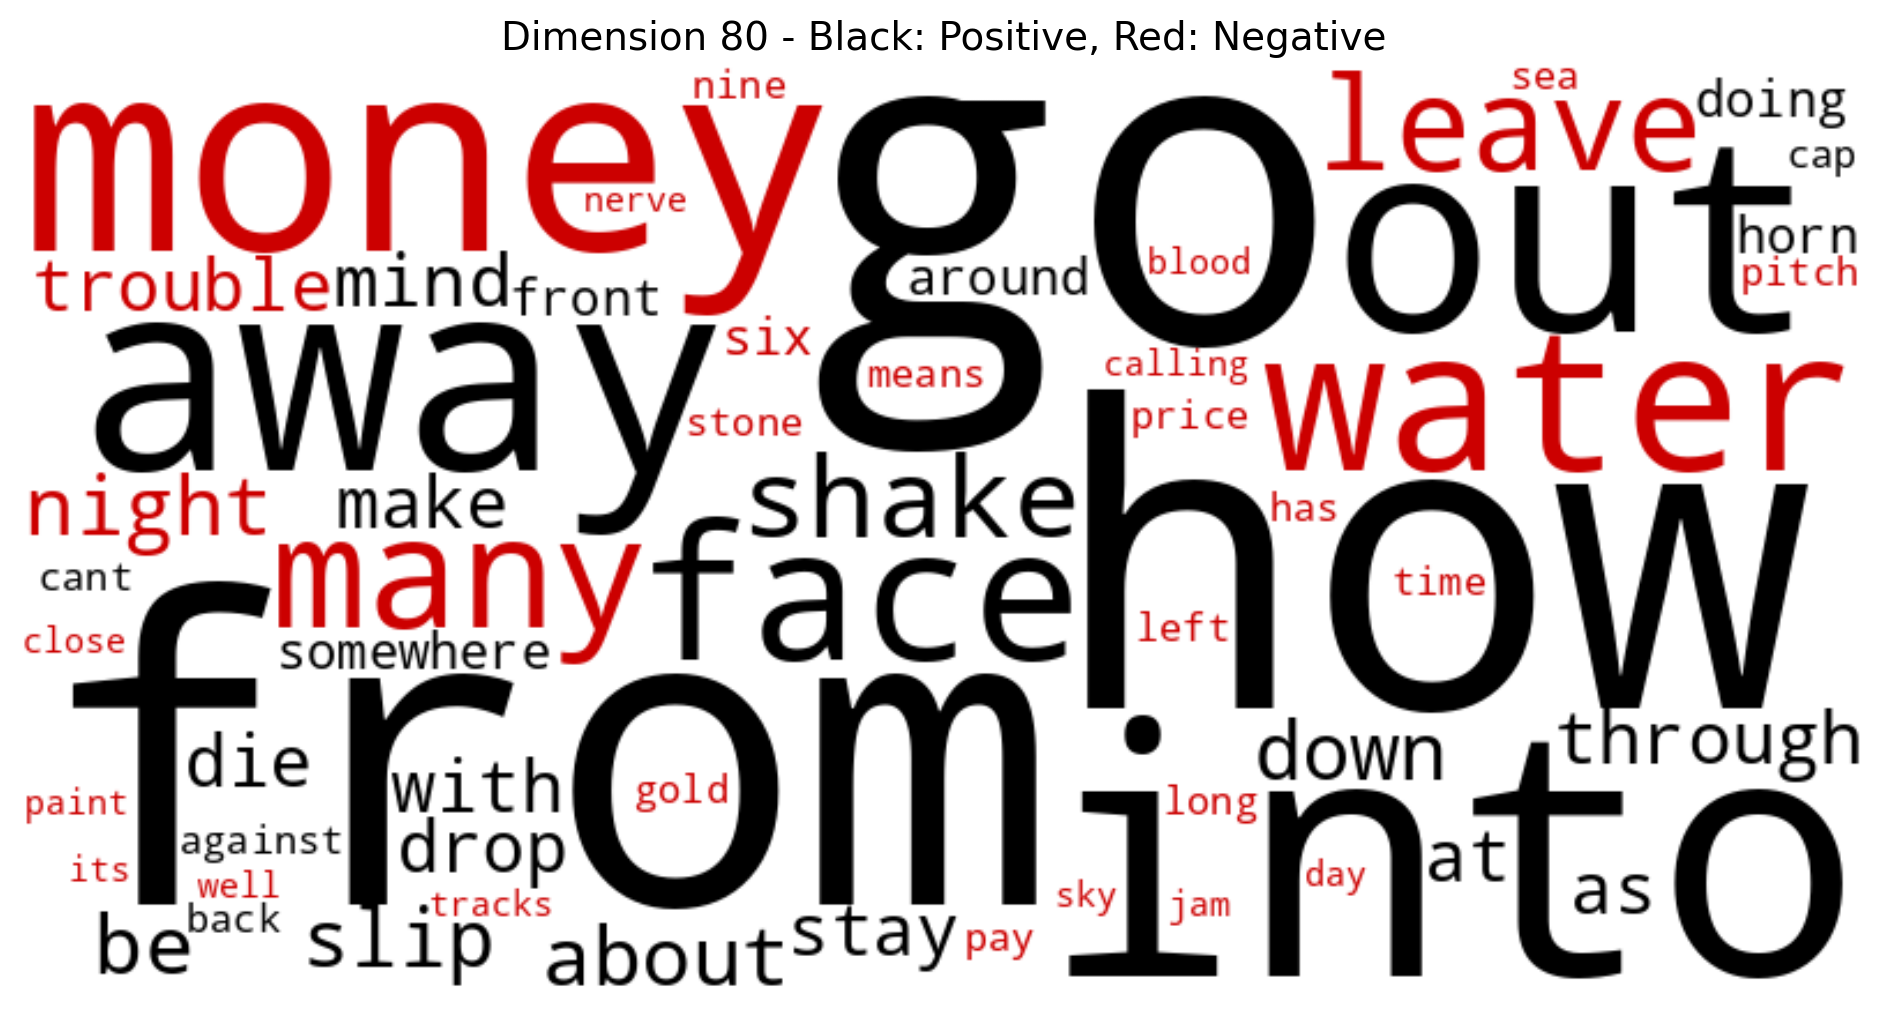 Dimension 80 - Black: Positive, Red: Negative
nine
sea
money
go
leave
doing
cap
nerve
out
horn
blood
pitch
trouble
mind
front
around
away
six
means
calling
water
stone
price
night
make
shake
how
has
many
face
time
cant
close
somewhere
left
from
into
die
with
gold
down
through
paint
against
drop
long
at
its
well
day
as
back
tracks
sky
jam
be
slip
about
stay
pay